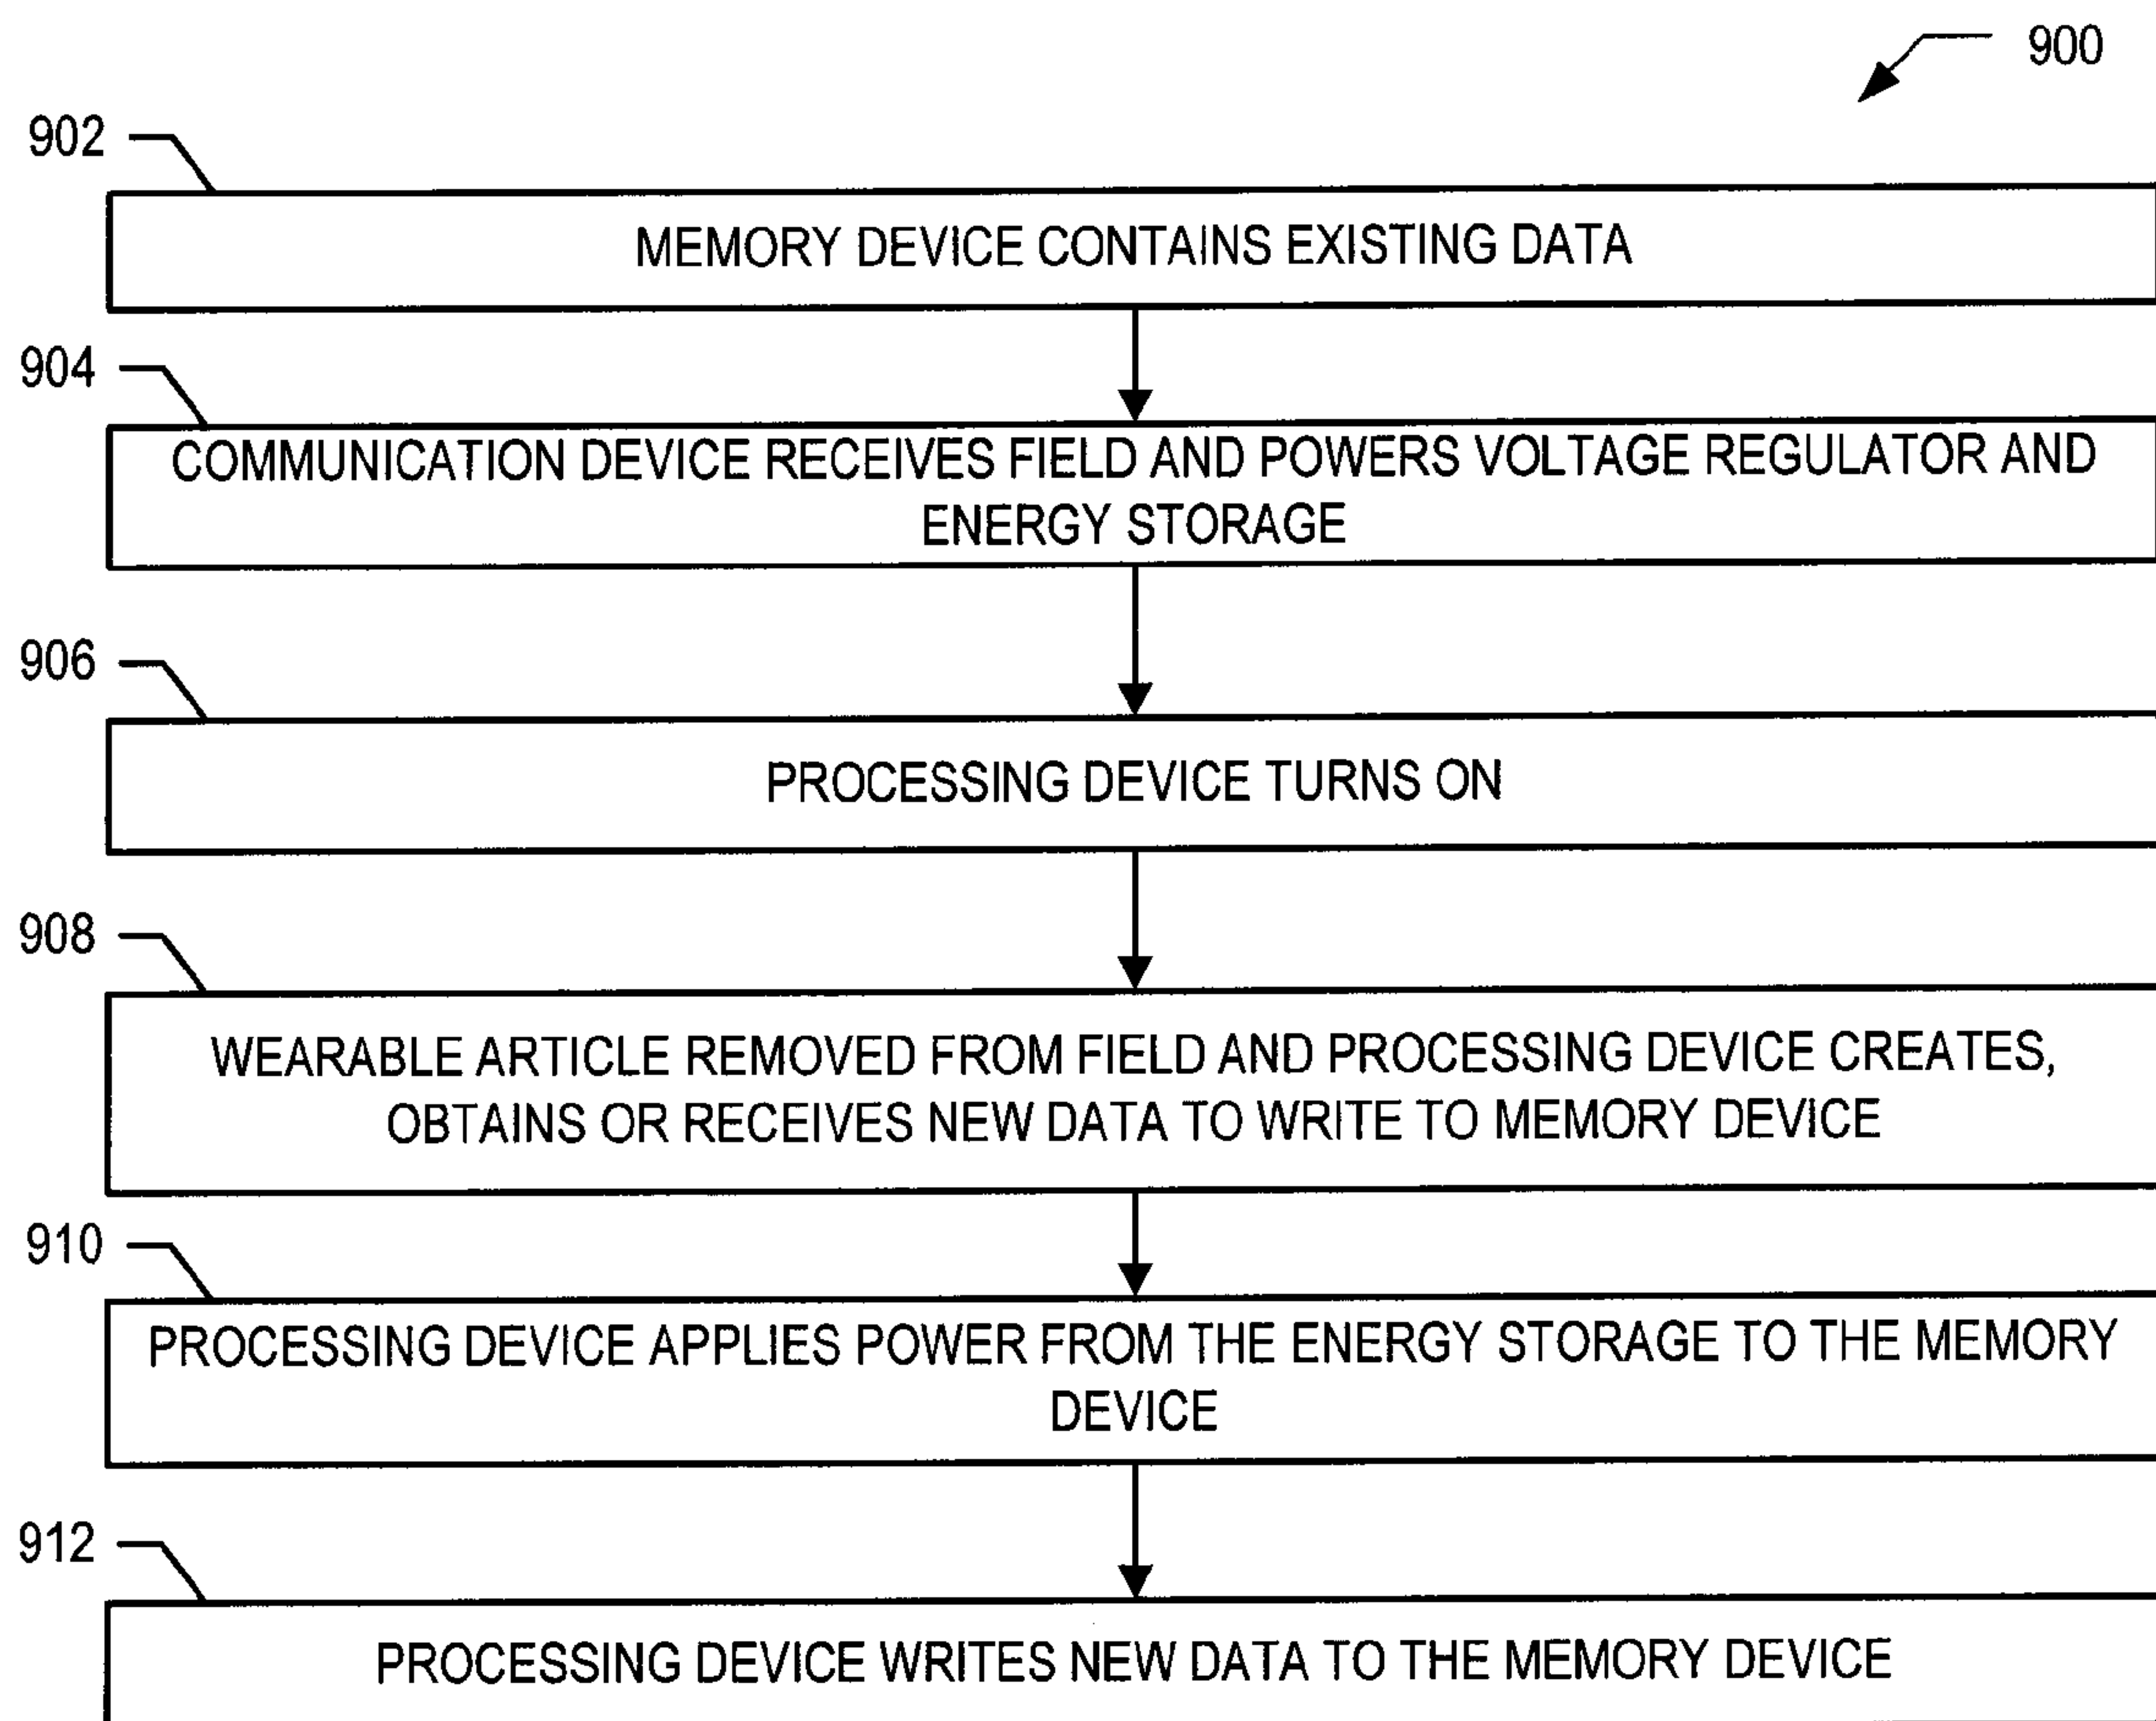 900
902
MEMORY DEVICE CONTAINS EXISTING DATA
904
COMMUNICATION DEVICE RECEIVES FIELD AND POWERS VOLTAGE REGULATOR AND
ENERGY STORAGE
906
PROCESSING DEVICE TURNS ON
908
WEARABLE ARTICLE REMOVED FROM FIELD AND PROCESSING DEVICE CREATES,
OBTAINS OR RECEIVES NEW DATA TO WRITE TO MEMORY DEVICE
910
PROCESSING DEVICE APPLIES POWER FROM THE ENERGY STORAGE TO THE MEMORY
DEVICE
912
PROCESSING DEVICE WRITES NEW DATA TO THE MEMORY DEVICE